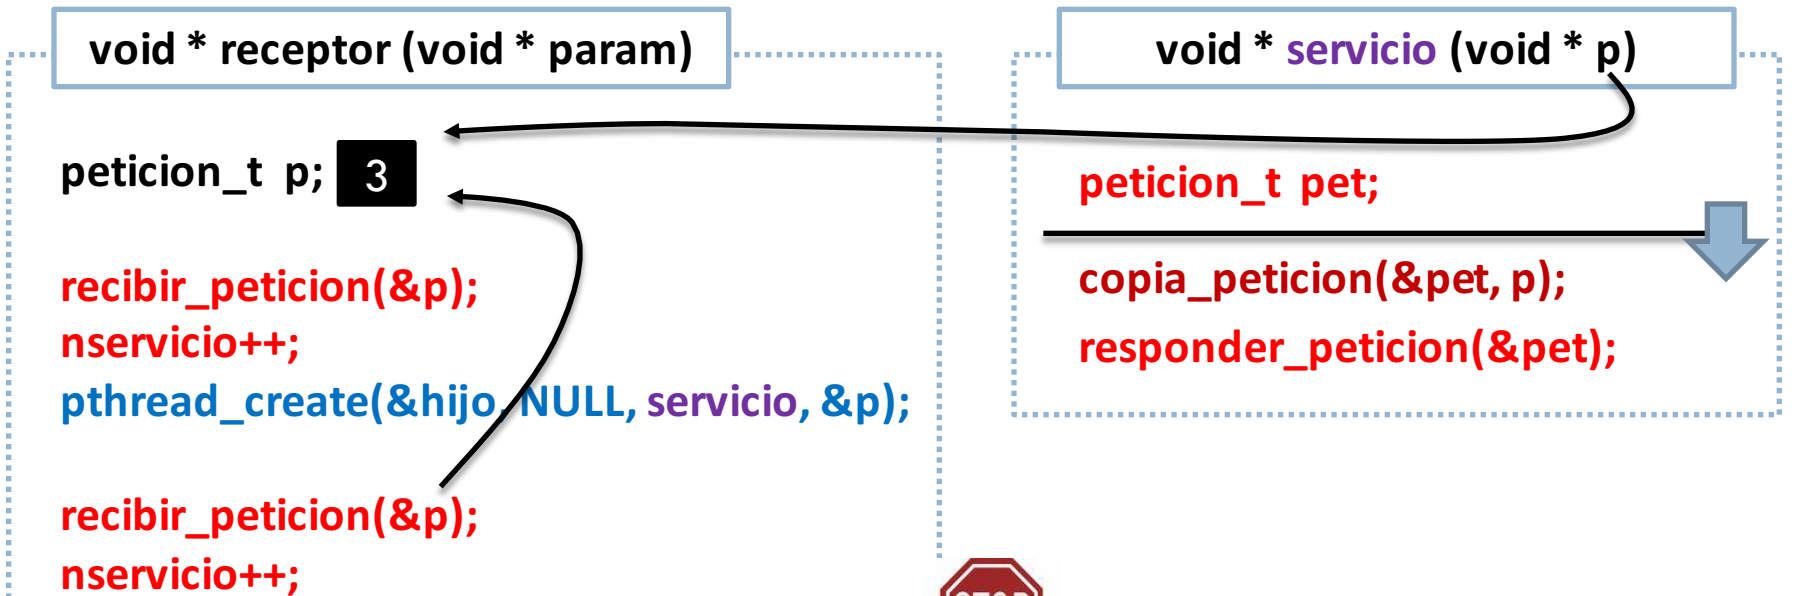 void * receptor (void * param)
peticion_t p; 3
recibir_peticion(&p);
nservicio++;
pthread_create(&hijo, NULL, servicio, &p);
recibir_peticion(&p);
nservicio++;
void * servicio (void * p)
peticion_t pet;
copia_peticion(&pet, p);
responder_peticion(&pet);
STOP